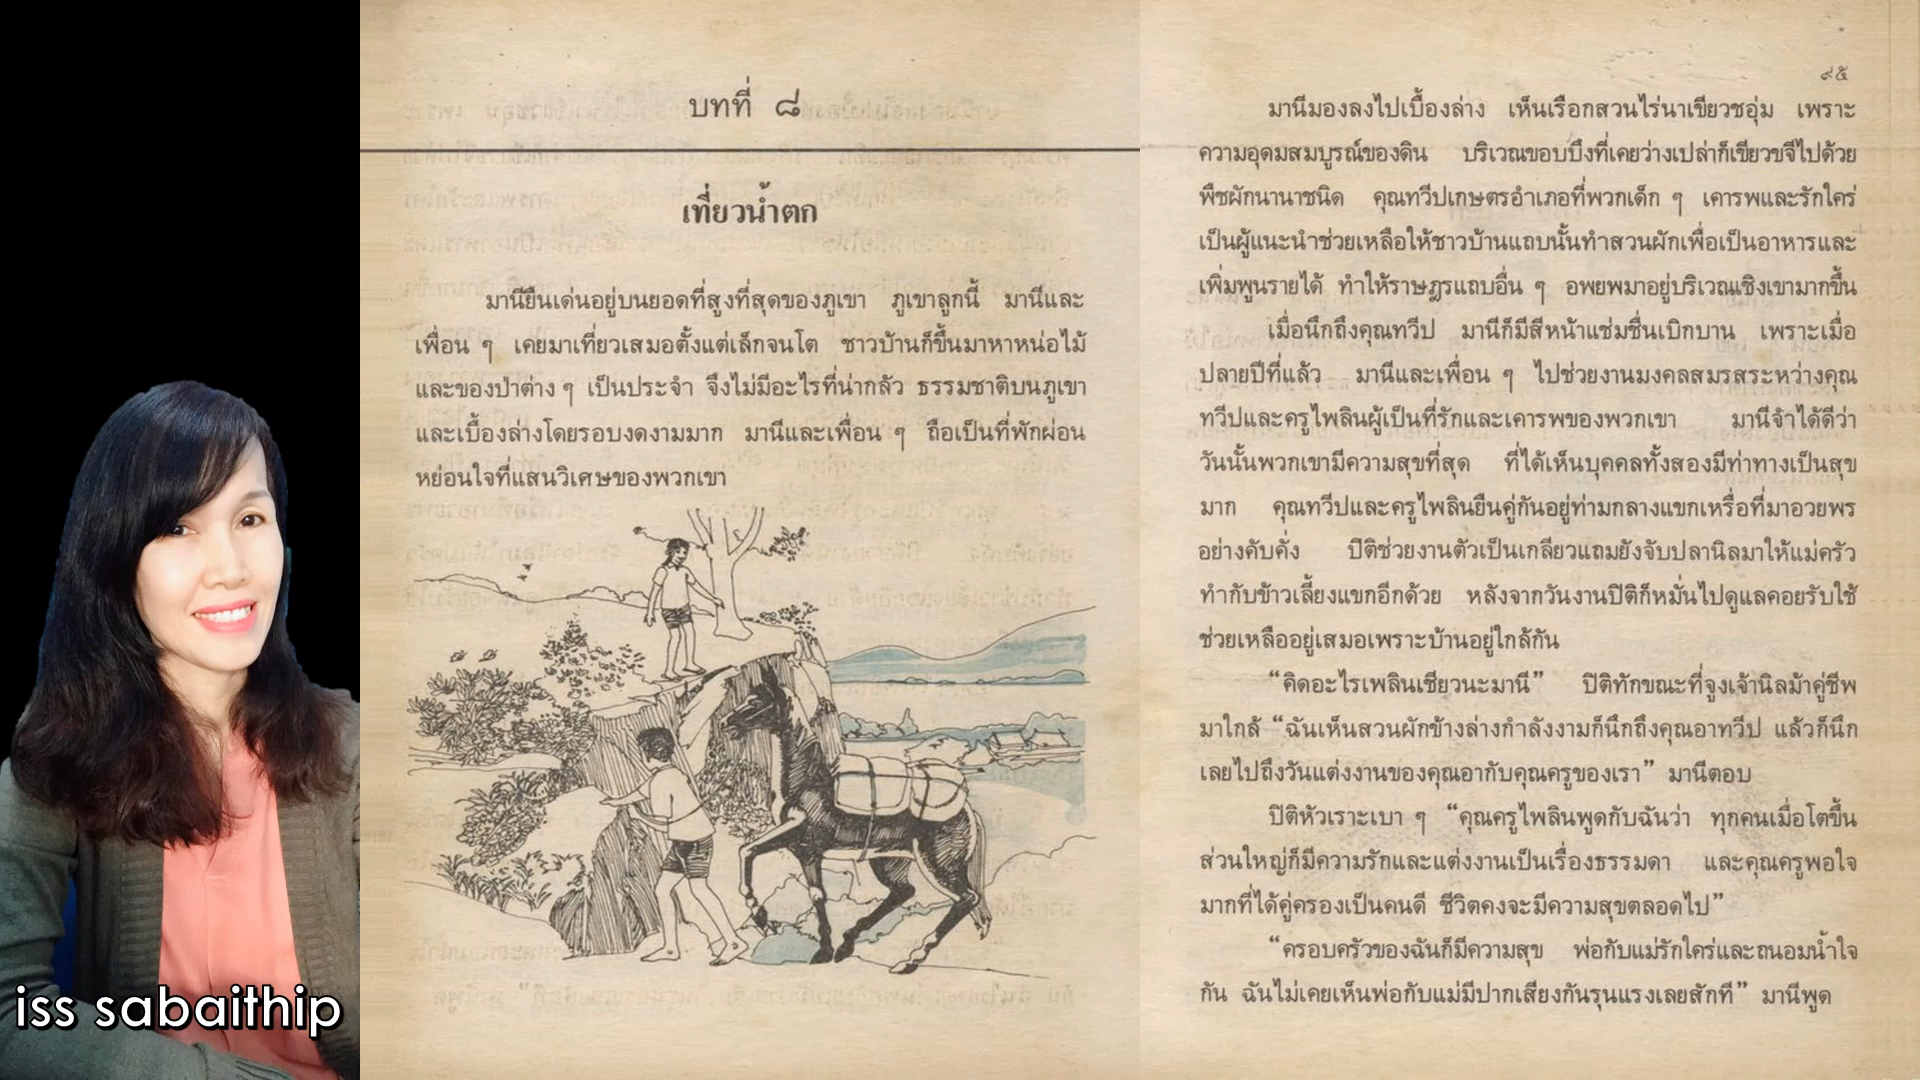 บทที่ ๘
เที่ยวน้ำตก
มานียืนเด่นอยู่บนยอดที่สูงที่สุดของภูเขา ภูเขาลูกนี้ มานีและ
เพื่อน ๆ เคยมาเที่ยวเสมอตั้งแต่เล็กจนโต ชาวบ้านก็ขึ้นมาหาหน่อไม้
และของป่าต่าง ๆ เป็นประจำ จึงไม่มีอะไรที่น่ากลัว ธรรมชาติบนภูเขา
และเบื้องล่างโดยรอบงดงามมาก มานีและเพื่อน ๆ ถือเป็นที่พักผ่อน
หย่อนใจที่แสนวิเศษของพวกเขา
๙๕
มานีมองลงไปเบื้องล่าง เห็นเรือกสวนไร่นาเขียวชอุ่ม เพราะ
ความอุดมสมบูรณ์ของดิน บริเวณขอบบึงที่เคยว่างเปล่าก็เขียวขจีไปด้วย
พืชผักนานาชนิด คุณทวีปเกษตรอำเภอที่พวกเด็ก ๆ เคารพและรักใคร่
เป็นผู้แนะนำช่วยเหลือให้ชาวบ้านแถบนั้นทำสวนผักเพื่อเป็นอาหารและ
เพิ่มพูนรายได้ ทำให้ราษฎรแถบอื่น ๆ อพยพมาอยู่บริเวณเชิงเขามากขึ้น
เมื่อนึกถึงคุณทวีป มานีก็มีสีหน้าแช่มชื่นเบิกบาน เพราะเมื่อ
ปลายปีที่แล้ว มานีและเพื่อน ๆ ไปช่วยงานมงคลสมรสระหว่างคุณ
ทวีปและครูไพลินผู้เป็นที่รักและเคารพของพวกเขา มานีจำได้ดีว่า
วันนั้นพวกเขามีความสุขที่สุด ที่ได้เห็นบุคคลทั้งสองมีท่าทางเป็นสุข
มาก คุณทวีปและครูไพลินยืนคู่กันอยู่ท่ามกลางแขกเหรื่อที่มาอวยพร
อย่างคับคั่ง ปิติช่วยงานตัวเป็นเกลียวแถมยังจับปลานิลมาให้แม่ครัว
ทำกับข้าวเลี้ยงแขกอีกด้วย หลังจากวันงานปิติก็หมั่นไปดูแลคอยรับใช้
ช่วยเหลืออยู่เสมอเพราะบ้านอยู่ใกล้กัน
“คิดอะไรเพลินเชียวนะมานี” ปิติทักขณะที่จูงเจ้านิลม้าคู่ชีพ
มาใกล้ “ฉันเห็นสวนผักข้างล่างกำลังงามก็นึกถึงคุณอาทวีป แล้วก็นึก
เลยไปถึงวันแต่งงานของคุณอากับคุณครูของเรา” มานีตอบ
ปิติหัวเราะเบา ๆ “คุณครูไพลินพูดกับฉันว่า ทุกคนเมื่อโตขึ้น
ส่วนใหญ่ก็มีความรักและแต่งงานเป็นเรื่องธรรมดา และคุณครูพอใจ
มากที่ได้คู่ครองเป็นคนดี ชีวิตคงจะมีความสุขตลอดไป”
“ครอบครัวของฉันก็มีความสุข พ่อกับแม่รักใคร่และถนอมน้ำใจ
กัน ฉันไม่เคยเห็นพ่อกับแม่มีปากเสียงกันรุนแรงเลยสักที” มานีพูด
iss sabaithip